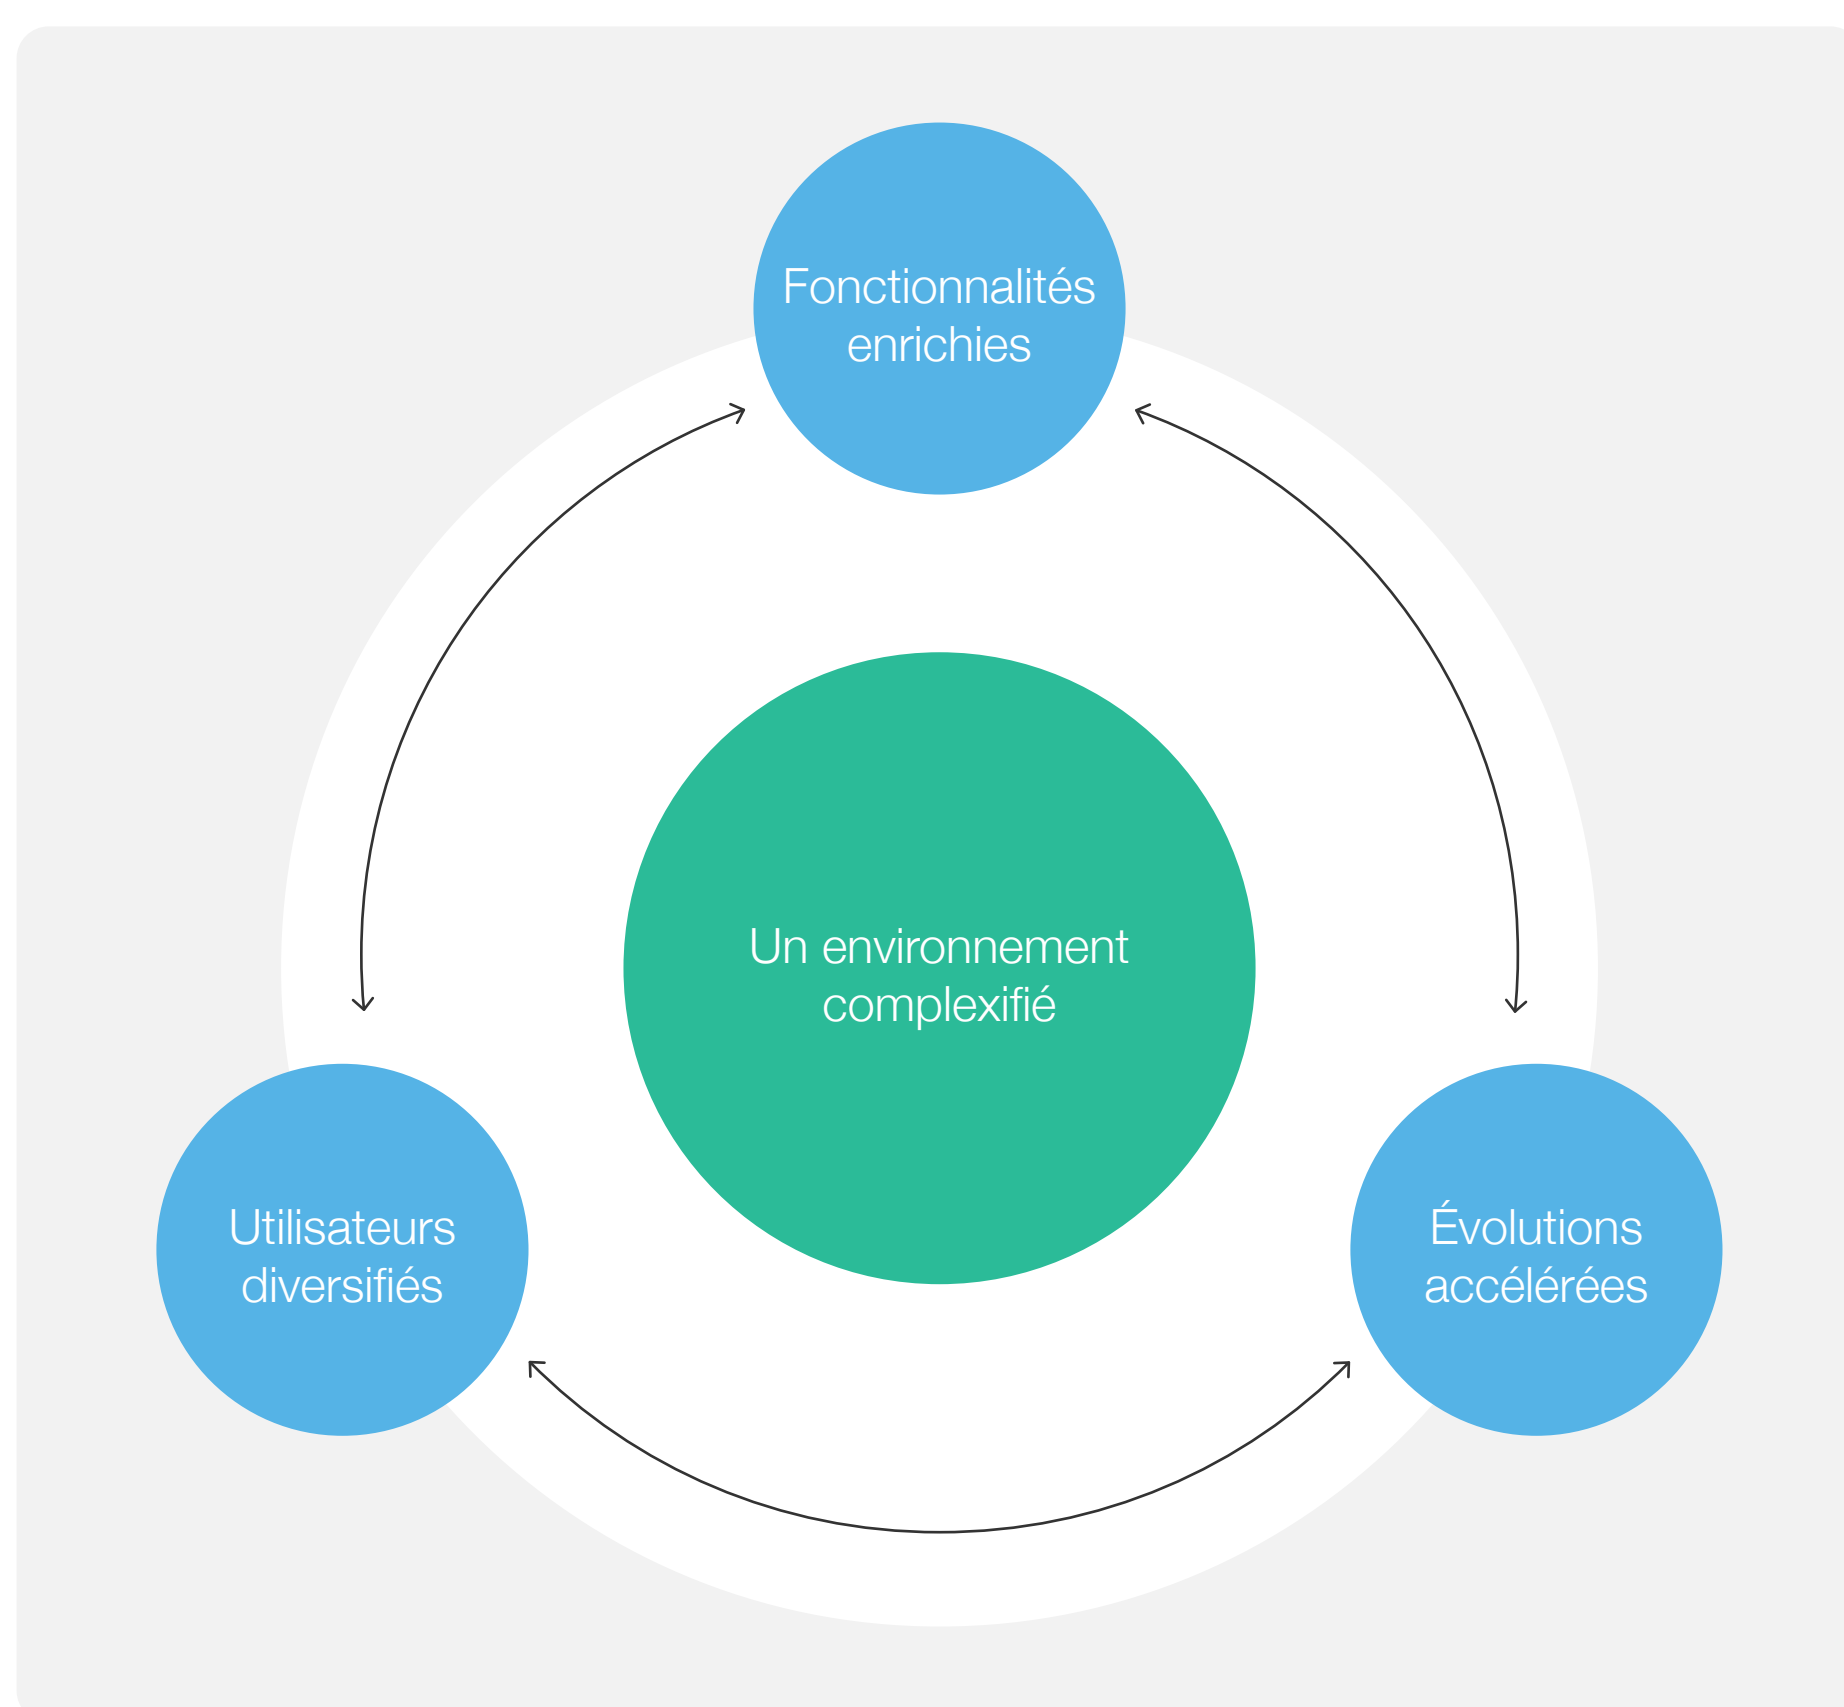 Fonctionnalités
enrichies
Un environnement
complexifié
Utilisateurs
diversifiés
Évolutions
accélérées